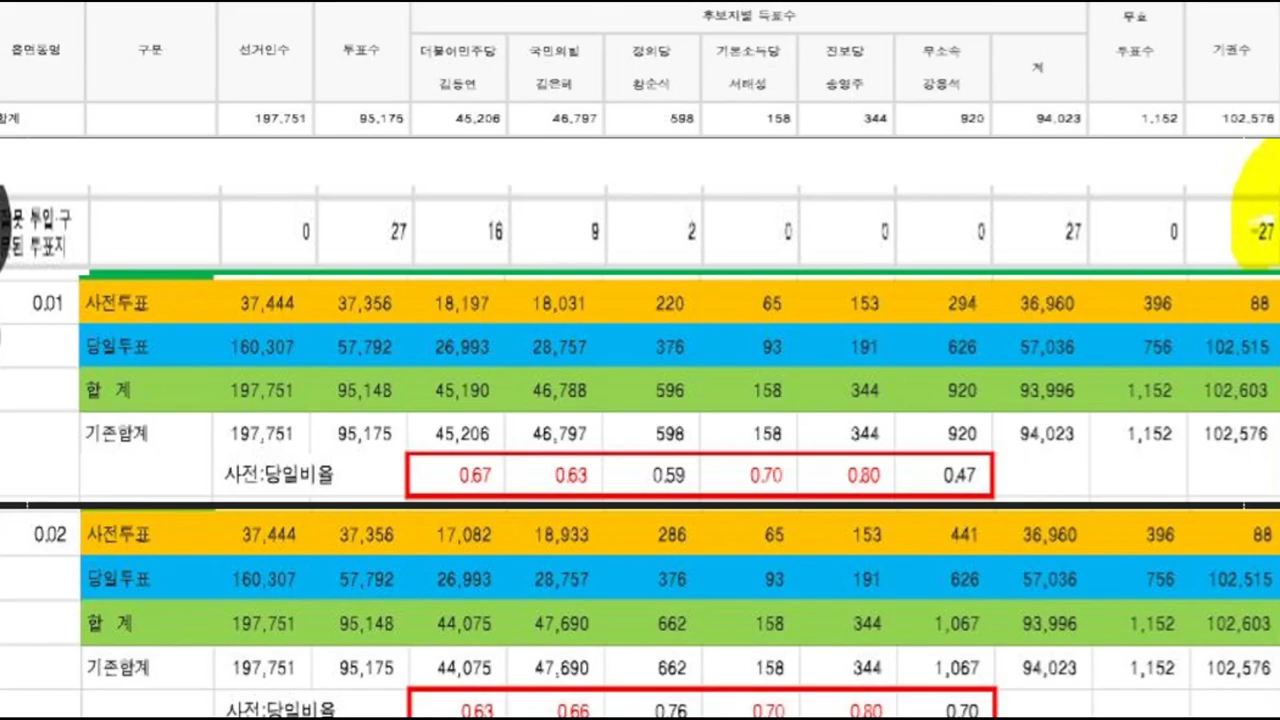 후보자별 득표수 무효
읍면동명 구분 선거인수 투표수 더불어민주당 국민의힘 정의당 기본소득당 진보당 무소속 계 투표수 기권수
김동연 김은혜 황순식 서태성 송영주 강용석
합계 197,751 95,175 45,206 46,797 598 158 344 920 94,023 1,152 102,576
잘못 투입·구
분된 투표지 0 27 16 9 2 0 0 0 27 0 -27
0.01 사전투표 37,444 37,356 18,197 18,031 220 65 153 294 36,960 396 88
당일투표 160,307 57,792 26,993 28,757 376 93 191 626 57,036 756 102,515
합 계 197,751 95,148 45,190 46,788 596 158 344 920 93,996 1,152 102,603
기존합계 197,751 95,175 45,206 46,797 598 158 344 920 94,023 1,152 102,576
사전:당일비율 0.67 0.63 0.59 0.70 0.80 0.47
0.02 사전투표 37,444 37,356 17,082 18,933 286 65 153 441 36,960 396 88
당일투표 160,307 57,792 26,993 28,757 376 93 191 626 57,036 756 102,515
합 계 197,751 95,148 44,075 47,690 662 158 344 1,067 93,996 1,152 102,603
기존합계 197,751 95,175 44,075 47,690 662 158 344 1,067 94,023 1,152 102,576
사전:당일비율 0.63 0.66 0.76 0.70 0.80 0.70